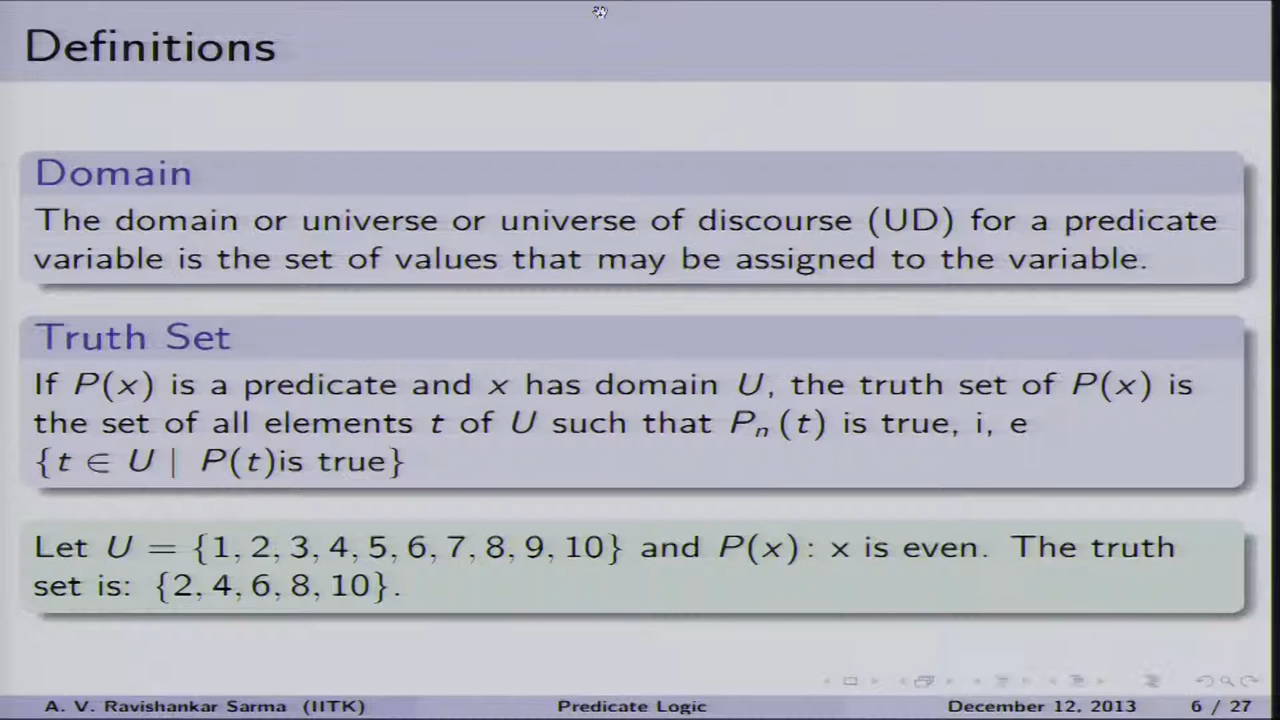 Definitions
Domain
The domain or universe or universe of discourse (UD) for a predicate
variable is the set of values that may be assigned to the variable.
Truth Set
If P(x) is a predicate and x has domain U, the truth set of P(x) is
the set of all elements t of U such that Pₙ(t) is true, i, e
{t ∈ U | P(t)is true}
Let U = {1, 2, 3, 4, 5, 6, 7, 8, 9, 10} and P(x): x is even. The truth
set is: {2, 4, 6, 8, 10}.
A. V. Ravishankar Sarma (IITK) Predicate Logic December 12, 2013 6 / 27